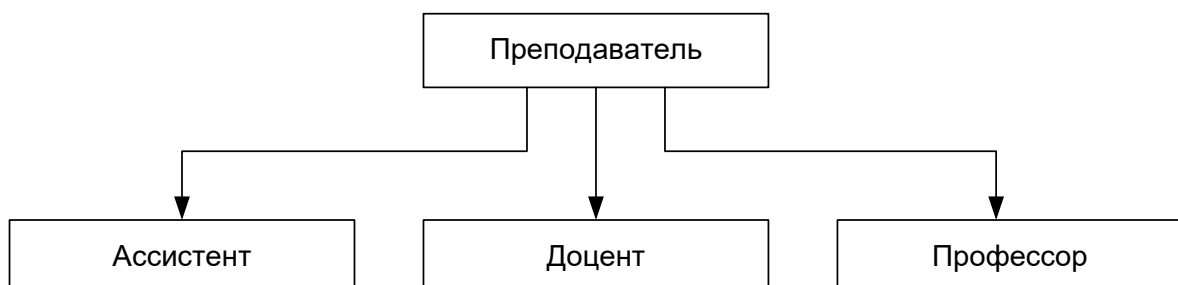 Преподаватель
Ассистент
Доцент
Профессор